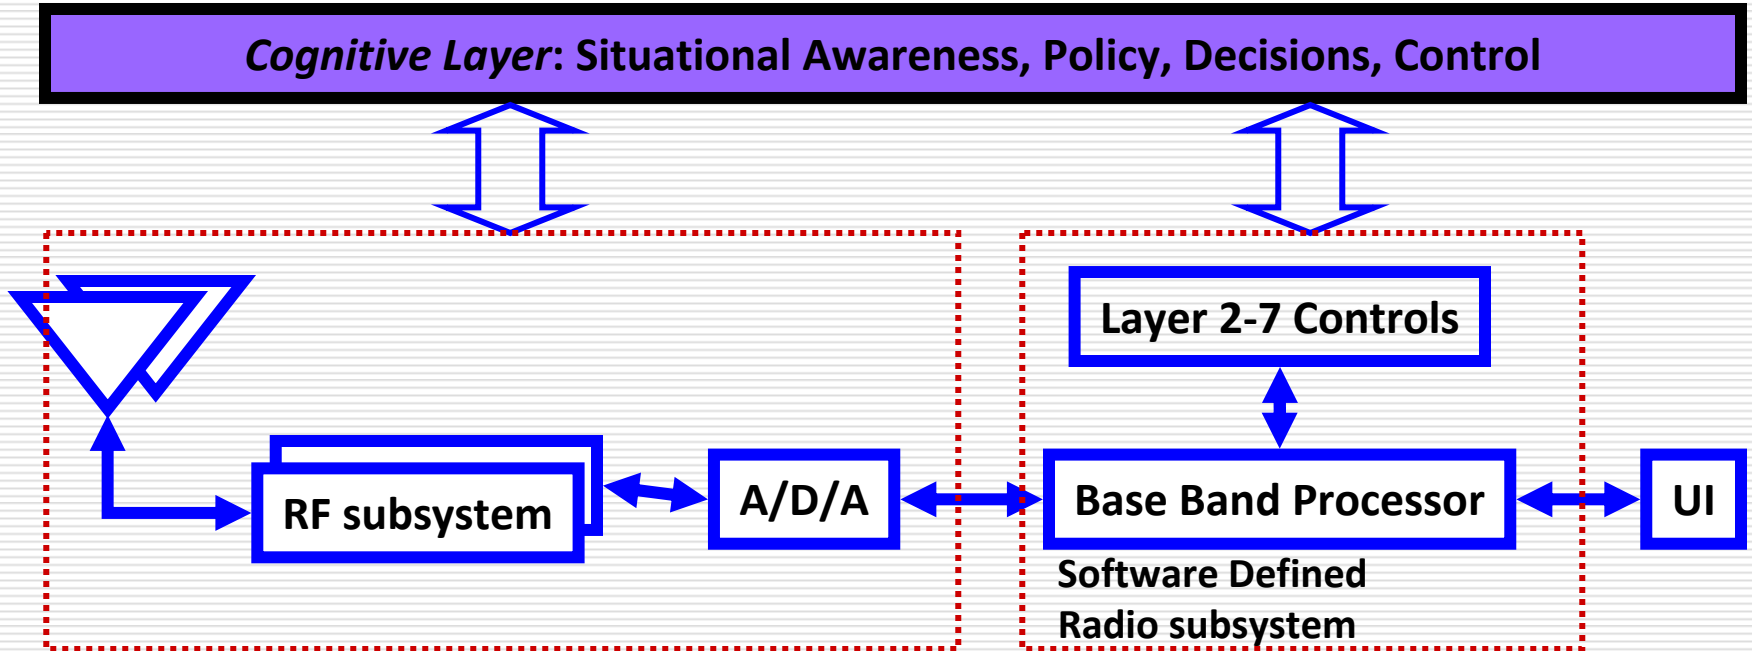 Cognitive Layer: Situational Awareness, Policy, Decisions, Control
Layer 2-7 Controls
RF subsystem
A/D/A
Base Band Processor
UI
Software Defined
Radio subsystem